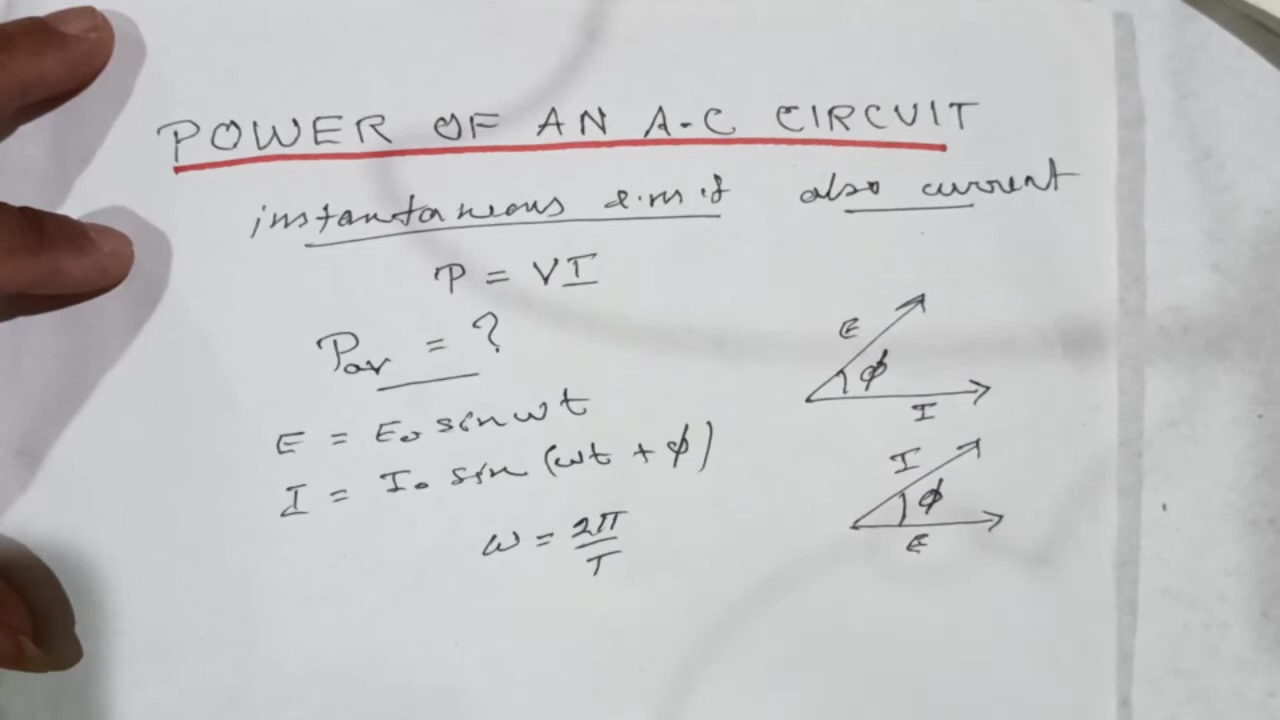 POWER OF AN A-C CIRCUIT
instantaneous e.m.f also current
P = VI
Pav = ?
E = E₀ sin ωt
I = I₀ sin (ωt + ϕ)
ω = 2π/T
E
ϕ
I
I
ϕ
E